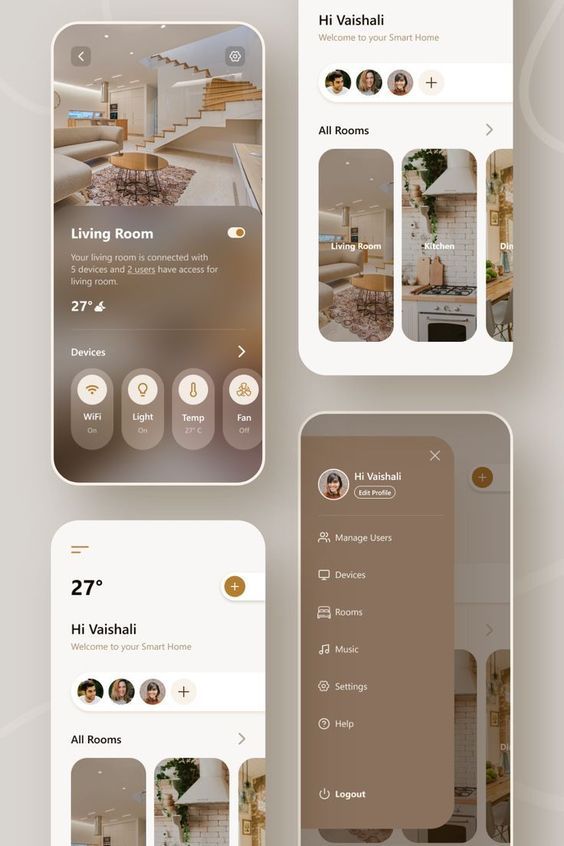 Living Room
Your living room is connected with
5 devices and 2 users have access for
living room.
27°
Devices
WiFi
On
Light
On
Temp
27° C
Fan
Off
Hi Vaishali
Welcome to your Smart Home
All Rooms
Living Room
Kitchen
Din
27°
Hi Vaishali
Welcome to your Smart Home
All Rooms
Hi Vaishali
Edit Profile
Manage Users
Devices
Rooms
Music
Settings
Help
Logout